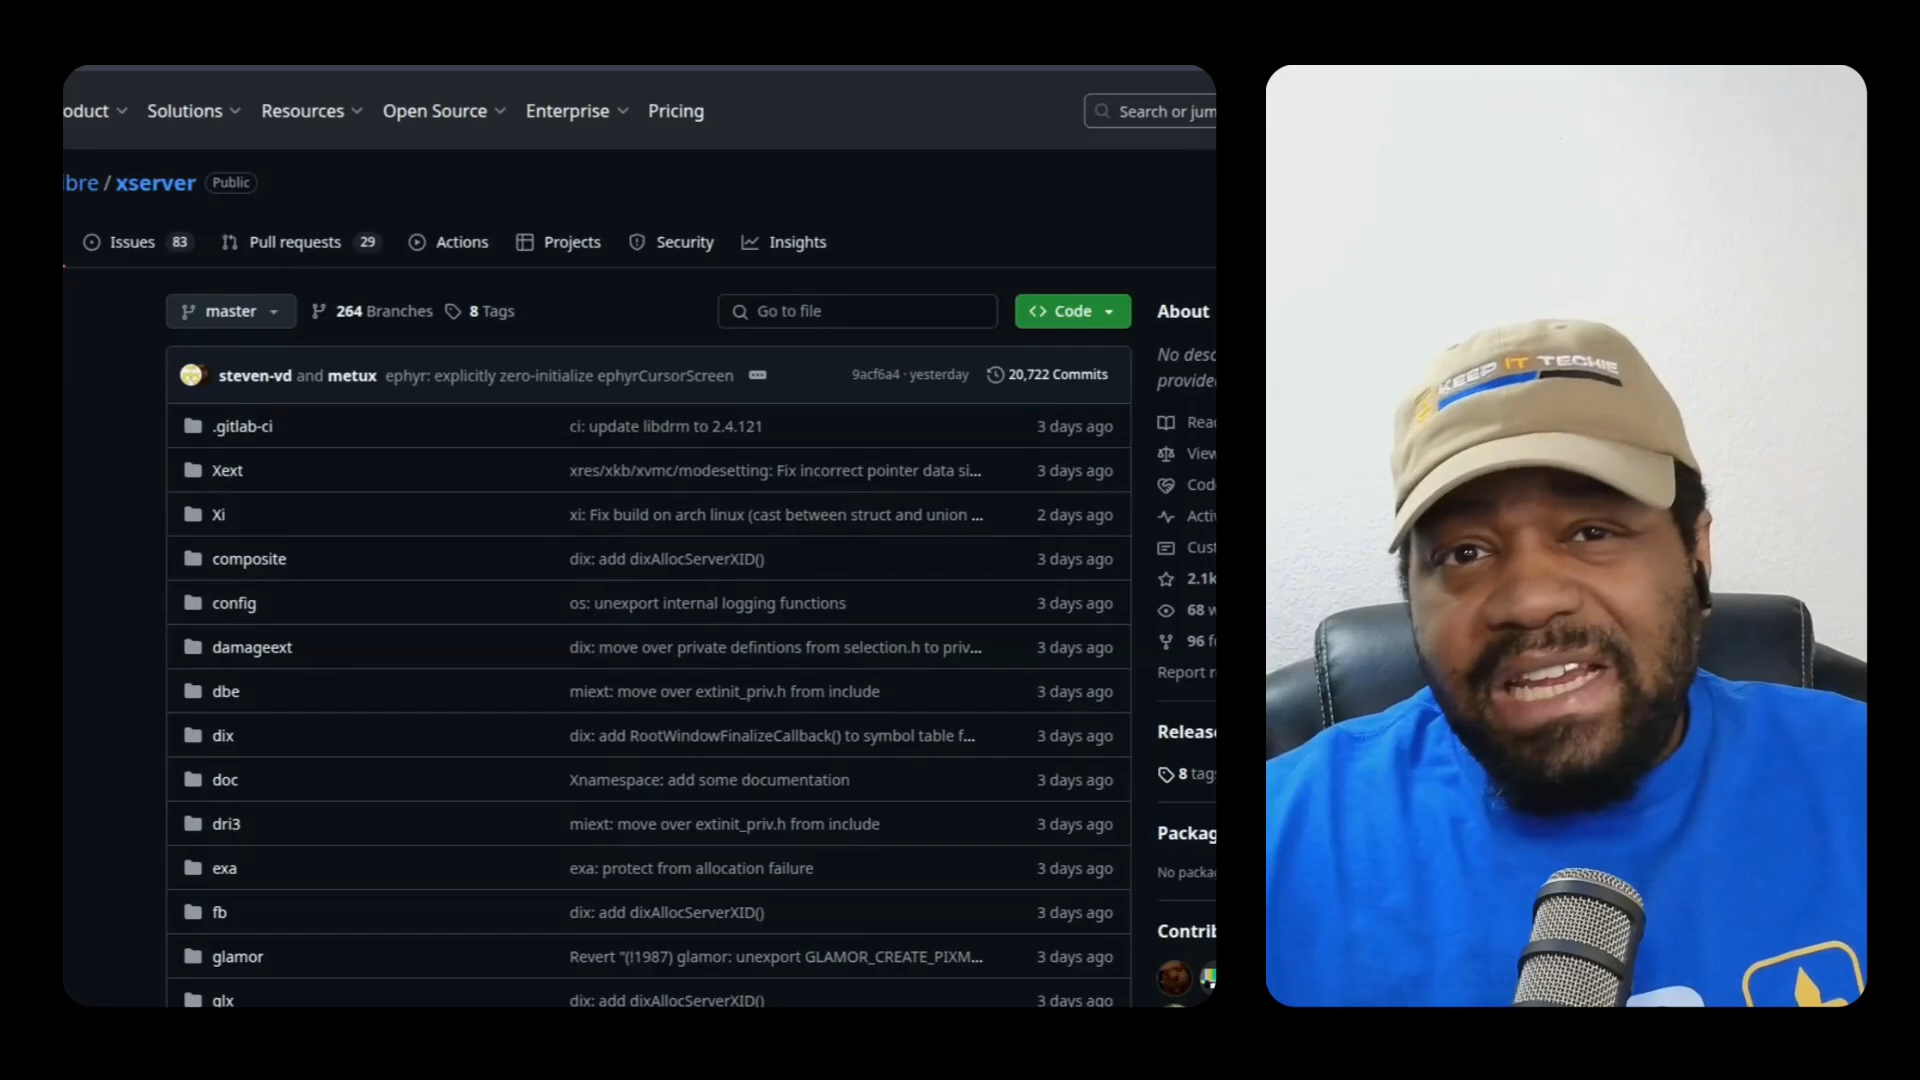 oduct Solutions Resources Open Source Enterprise Pricing Search or jum
ibre / xserver Public
Issues 83 Pull requests 29 Actions Projects Security Insights
master 264 Branches 8 Tags Go to file Code
steven-vd and metux ephyr: explicitly zero-initialize ephyrCursorScreen 9acf6a4 · yesterday 20,722 Commits
.gitlab-ci ci: update libdrm to 2.4.121 3 days ago
Xext xres/xkb/xvmc/modesetting: Fix incorrect pointer data si... 3 days ago
Xi xi: Fix build on arch linux (cast between struct and union ... 2 days ago
composite dix: add dixAllocServerXID() 3 days ago
config os: unexport internal logging functions 3 days ago
damageext dix: move over private defintions from selection.h to priv... 3 days ago
dbe miext: move over extinit_priv.h from include 3 days ago
dix dix: add RootWindowFinalizeCallback() to symbol table f... 3 days ago
doc Xnamespace: add some documentation 3 days ago
dri3 miext: move over extinit_priv.h from include 3 days ago
exa exa: protect from allocation failure 3 days ago
fb dix: add dixAllocServerXID() 3 days ago
glamor Revert "(!1987) glamor: unexport GLAMOR_CREATE_PIXM... 3 days ago
glx dix: add dixAllocServerXID() 3 days ago
About
No desc
provide
Read
View
Code
Activ
Cust
2.1k
68 w
96 f
Report r
Release
8 tags
Packag
No packa
Contrib
KEEP IT TECHIE